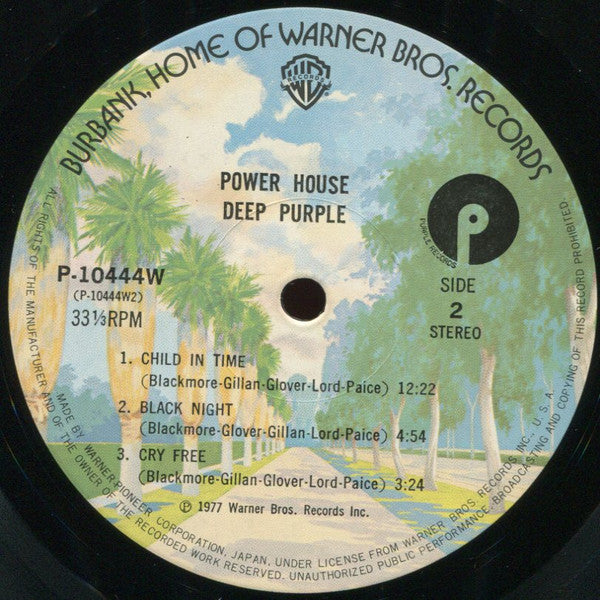 BURBANK, HOME OF WARNER BROS. RECORDS
RECORDS
POWER HOUSE
DEEP PURPLE
PURPLE RECORDS
P-10444W
(P-10444W2)
33⅓RPM
SIDE
2
STEREO
1. CHILD IN TIME
(Blackmore-Gillan-Glover-Lord-Paice) 12:22
2. BLACK NIGHT
(Blackmore-Glover-Gillan-Lord-Paice) 4:54
3. CRY FREE
(Blackmore-Gillan-Glover-Lord-Paice) 3:24
Ⓟ 1977 Warner Bros. Records Inc.
MADE BY WARNER-PIONEER CORPORATION, JAPAN, UNDER LICENSE FROM WARNER BROS. RECORDS INC., U.S.A.
ALL RIGHTS OF THE MANUFACTURER AND OF THE OWNER OF THE RECORDED WORK RESERVED. UNAUTHORIZED PUBLIC PERFORMANCE, BROADCASTING AND COPYING OF THIS RECORD PROHIBITED.